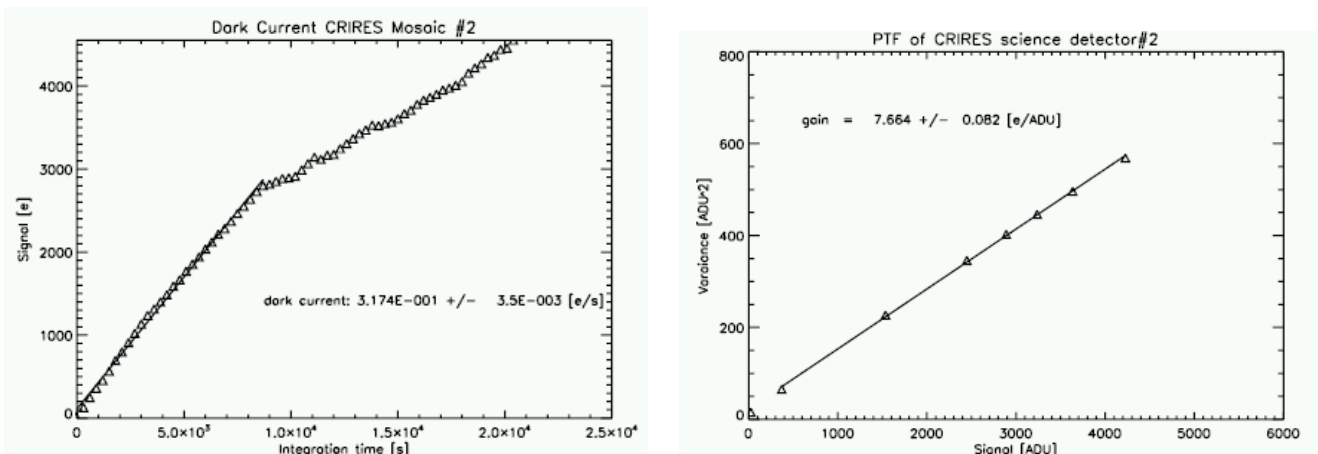 Dark Current CRIRES Mosaic #2
Signal [e]
4000
3000
2000
1000
0
dark current: 3.174E-001 +/- 3.5E-003 [e/s]
0 5.0×10³ 1.0×10⁴ 1.5×10⁴ 2.0×10⁴ 2.5×10⁴
Integration time [s]
PTF of CRIRES science detector#2
Varaiance [ADU^2]
800
600
400
200
0
gain = 7.664 +/- 0.082 [e/ADU]
0 1000 2000 3000 4000 5000 6000
Signal [ADU]